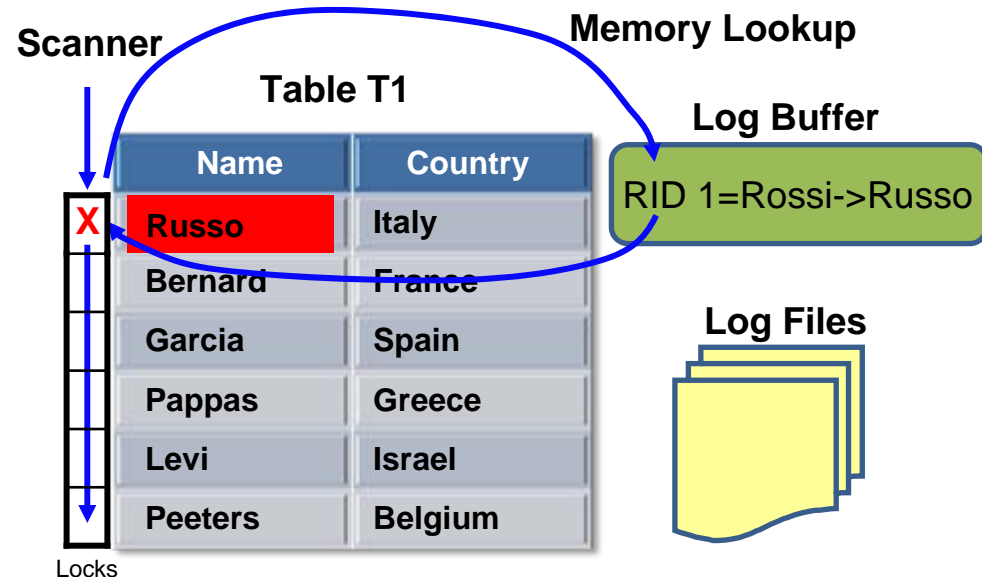 Scanner
Memory Lookup
Table T1
Log Buffer
Name Country
RID 1=Rossi->Russo
X Russo Italy
Bernard France
Garcia Spain
Log Files
Pappas Greece
Levi Israel
Peeters Belgium
Locks